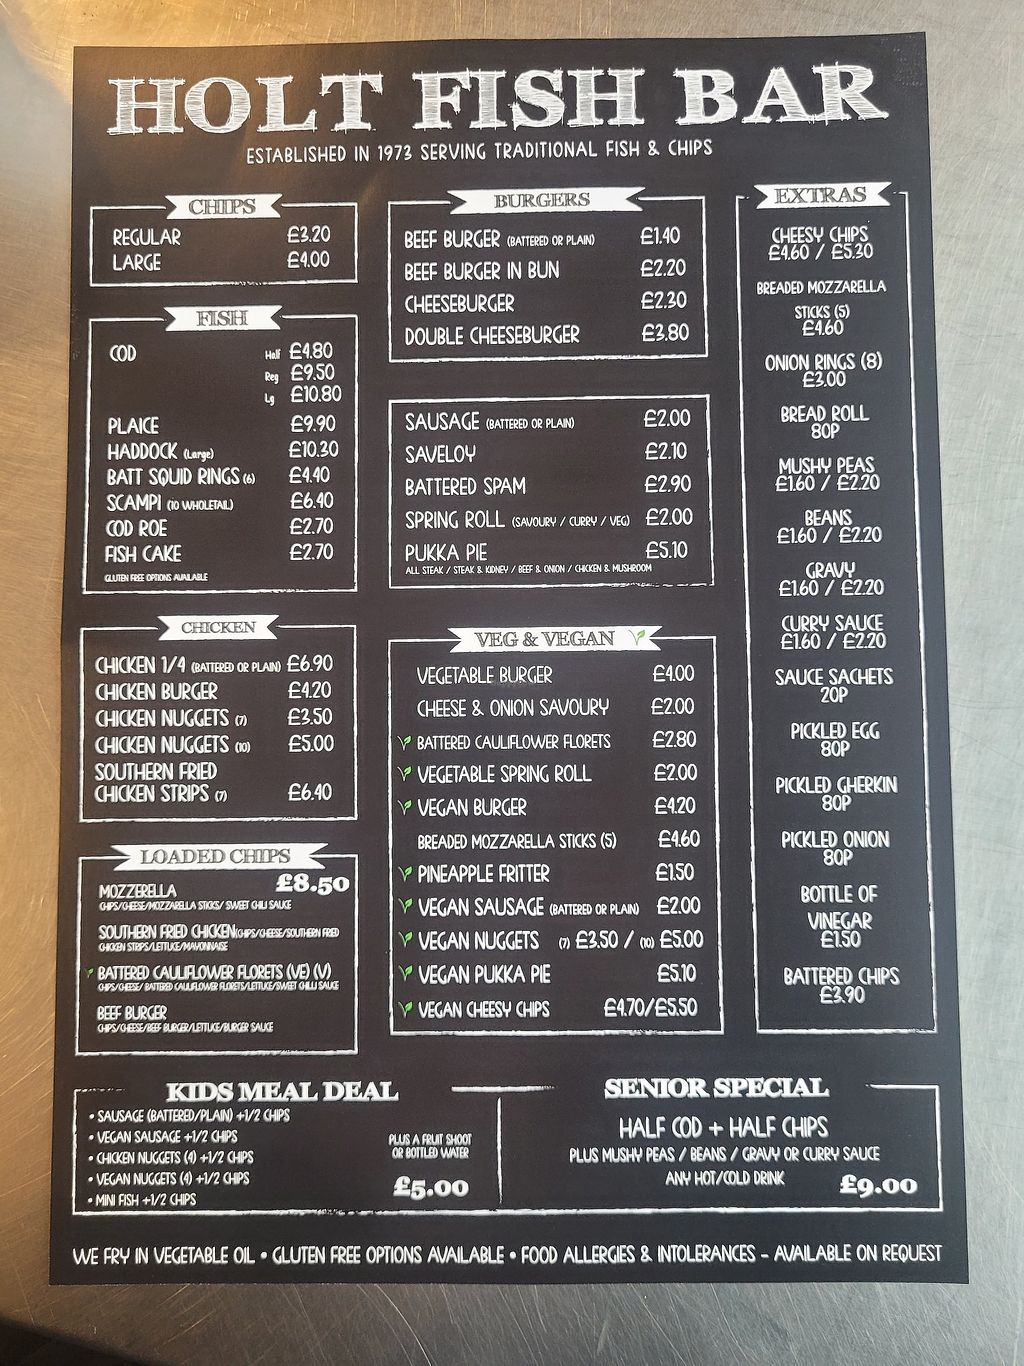 HOLT FISH BAR
ESTABLISHED IN 1973 SERVING TRADITIONAL FISH & CHIPS
CHIPS
REGULAR £3.20
LARGE £4.00
FISH
COD Half £4.80
Reg £9.50
Lg £10.80
PLAICE £9.90
HADDOCK (Large) £10.30
BATT SQUID RINGS (6) £4.40
SCAMPI (10 WHOLETAIL) £6.40
COD ROE £2.70
FISH CAKE £2.70
GLUTEN FREE OPTIONS AVAILABLE
CHICKEN
CHICKEN 1/4 (BATTERED OR PLAIN) £6.90
CHICKEN BURGER £4.20
CHICKEN NUGGETS (7) £3.50
CHICKEN NUGGETS (10) £5.00
SOUTHERN FRIED
CHICKEN STRIPS (7) £6.40
LOADED CHIPS
£8.50
MOZZERELLA
CHIPS/CHEESE/MOZZARELLA STICKS/ SWEET CHILI SAUCE
SOUTHERN FRIED CHICKEN(CHIPS/CHEESE/SOUTHERN FRIED
CHICKEN STRIPS/LETTUCE/MAYONNAISE
BATTERED CAULIFLOWER FLORETS (VE) (V)
CHIPS/CHEESE/ BATTERED CAULIFLOWER FLORETS/LETTUCE/SWEET CHILLI SAUCE
BEEF BURGER
CHIPS/CHEESE/BEEF BURGER/LETTUCE/BURGER SAUCE
BURGERS
BEEF BURGER (BATTERED OR PLAIN) £1.40
BEEF BURGER IN BUN £2.20
CHEESEBURGER £2.30
DOUBLE CHEESEBURGER £3.80
SAUSAGE (BATTERED OR PLAIN) £2.00
SAVELOY £2.10
BATTERED SPAM £2.90
SPRING ROLL (SAVOURY / CURRY / VEG) £2.00
PUKKA PIE £5.10
ALL STEAK / STEAK & KIDNEY / BEEF & ONION / CHICKEN & MUSHROOM
VEG & VEGAN
VEGETABLE BURGER £4.00
CHEESE & ONION SAVOURY £2.00
BATTERED CAULIFLOWER FLORETS £2.80
VEGETABLE SPRING ROLL £2.00
VEGAN BURGER £4.20
BREADED MOZZARELLA STICKS (5) £4.60
PINEAPPLE FRITTER £1.50
VEGAN SAUSAGE (BATTERED OR PLAIN) £2.00
VEGAN NUGGETS (7) £3.50 / (10) £5.00
VEGAN PUKKA PIE £5.10
VEGAN CHEESY CHIPS £4.70/£5.50
EXTRAS
CHEESY CHIPS
£4.60 / £5.30
BREADED MOZZARELLA
STICKS (5)
£4.60
ONION RINGS (8)
£3.00
BREAD ROLL
80P
MUSHY PEAS
£1.60 / £2.20
BEANS
£1.60 / £2.20
GRAVY
£1.60 / £2.20
CURRY SAUCE
£1.60 / £2.20
SAUCE SACHETS
20P
PICKLED EGG
80P
PICKLED GHERKIN
80P
PICKLED ONION
80P
BOTTLE OF
VINEGAR
£1.50
BATTERED CHIPS
£3.90
KIDS MEAL DEAL
• SAUSAGE (BATTERED/PLAIN) +1/2 CHIPS
• VEGAN SAUSAGE +1/2 CHIPS
• CHICKEN NUGGETS (4) +1/2 CHIPS
• VEGAN NUGGETS (4) +1/2 CHIPS
• MINI FISH +1/2 CHIPS
PLUS A FRUIT SHOOT
OR BOTTLED WATER
£5.00
SENIOR SPECIAL
HALF COD + HALF CHIPS
PLUS MUSHY PEAS / BEANS / GRAVY OR CURRY SAUCE
ANY HOT/COLD DRINK £9.00
WE FRY IN VEGETABLE OIL • GLUTEN FREE OPTIONS AVAILABLE • FOOD ALLERGIES & INTOLERANCES - AVAILABLE ON REQUEST